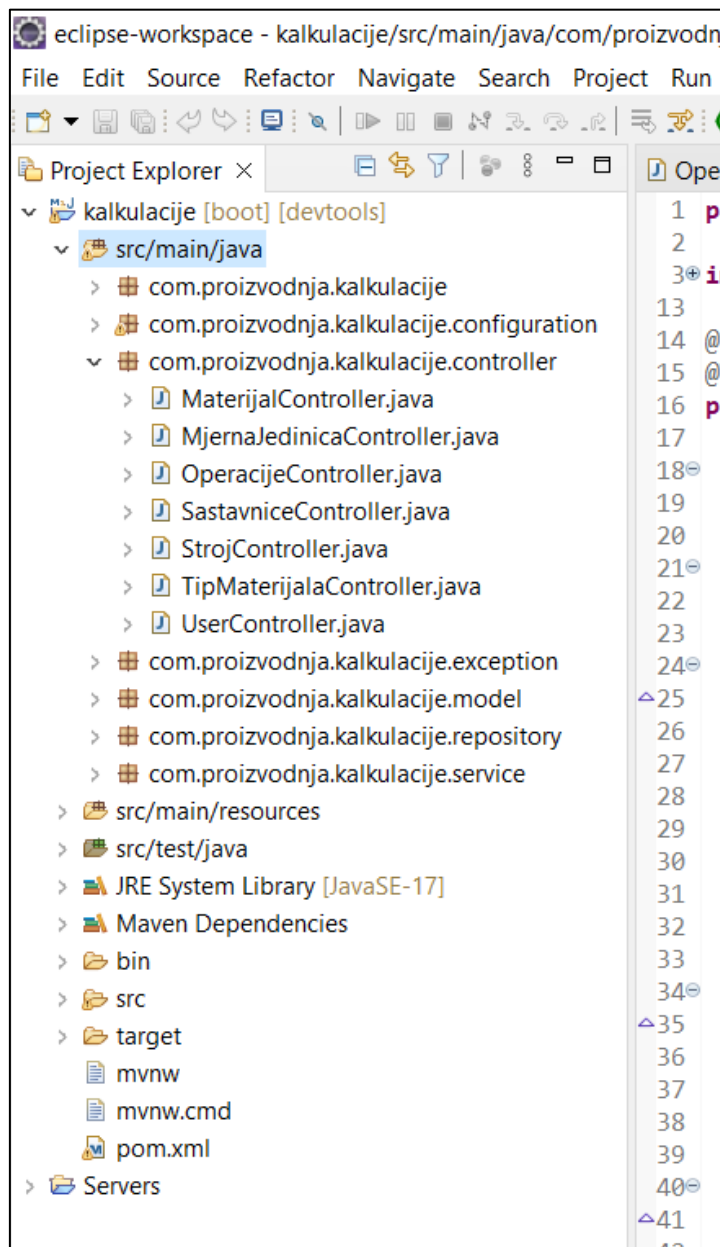 eclipse-workspace - kalkulacije/src/main/java/com/proizvodnj
File Edit Source Refactor Navigate Search Project Run
Project Explorer
kalkulacije [boot] [devtools]
src/main/java
com.proizvodnja.kalkulacije
com.proizvodnja.kalkulacije.configuration
com.proizvodnja.kalkulacije.controller
MaterijalController.java
MjernaJedinicaController.java
OperacijeController.java
SastavniceController.java
StrojController.java
TipMaterijalaController.java
UserController.java
com.proizvodnja.kalkulacije.exception
com.proizvodnja.kalkulacije.model
com.proizvodnja.kalkulacije.repository
com.proizvodnja.kalkulacije.service
src/main/resources
src/test/java
JRE System Library [JavaSE-17]
Maven Dependencies
bin
src
target
mvnw
mvnw.cmd
pom.xml
Servers
Ope
1 p
2
3 i
13
14 @
15 @
16 p
17
18
19
20
21
22
23
24
25
26
27
28
29
30
31
32
33
34
35
36
37
38
39
40
41